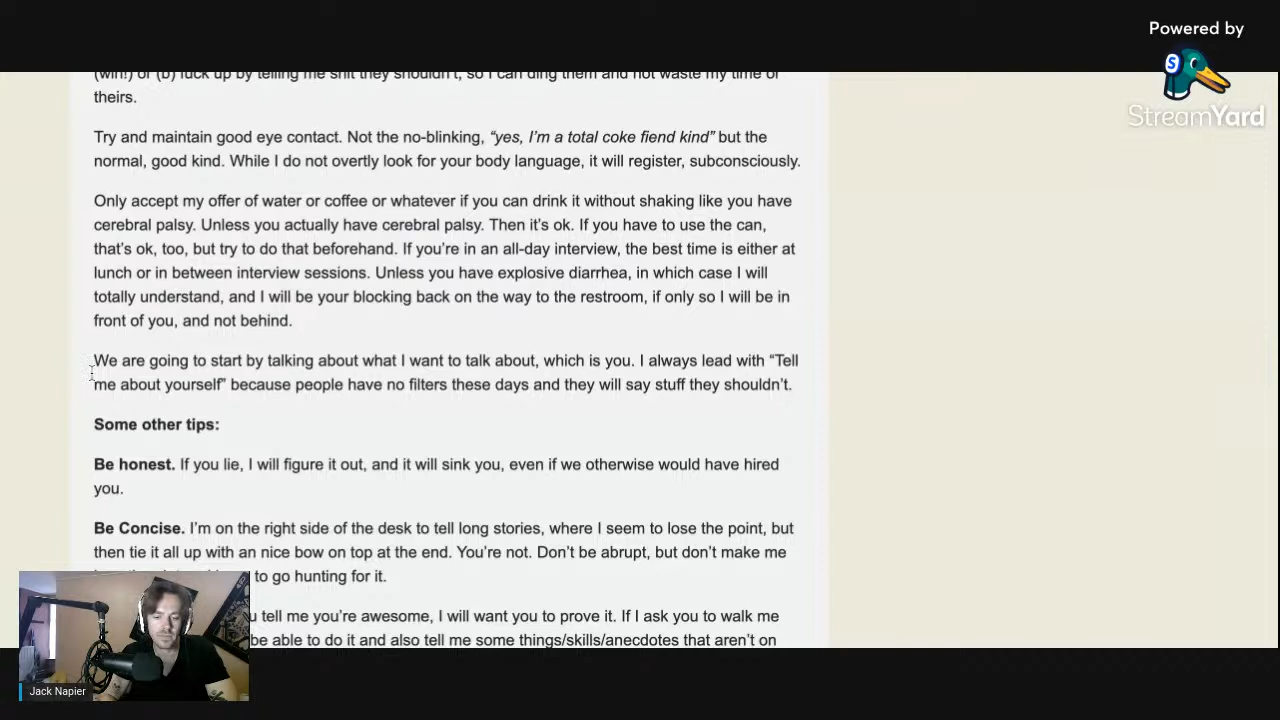 Powered by
StreamYard
(win!) or (b) fuck up by telling me shit they shouldn't, so I can ding them and not waste my time or
theirs.
Try and maintain good eye contact. Not the no-blinking, “yes, I’m a total coke fiend kind” but the
normal, good kind. While I do not overtly look for your body language, it will register, subconsciously.
Only accept my offer of water or coffee or whatever if you can drink it without shaking like you have
cerebral palsy. Unless you actually have cerebral palsy. Then it’s ok. If you have to use the can,
that’s ok, too, but try to do that beforehand. If you’re in an all-day interview, the best time is either at
lunch or in between interview sessions. Unless you have explosive diarrhea, in which case I will
totally understand, and I will be your blocking back on the way to the restroom, if only so I will be in
front of you, and not behind.
We are going to start by talking about what I want to talk about, which is you. I always lead with “Tell
me about yourself” because people have no filters these days and they will say stuff they shouldn’t.
Some other tips:
Be honest. If you lie, I will figure it out, and it will sink you, even if we otherwise would have hired
you.
Be Concise. I’m on the right side of the desk to tell long stories, where I seem to lose the point, but
then tie it all up with an nice bow on top at the end. You’re not. Don’t be abrupt, but don’t make me
to go hunting for it.
u tell me you’re awesome, I will want you to prove it. If I ask you to walk me
be able to do it and also tell me some things/skills/anecdotes that aren’t on
Jack Napier